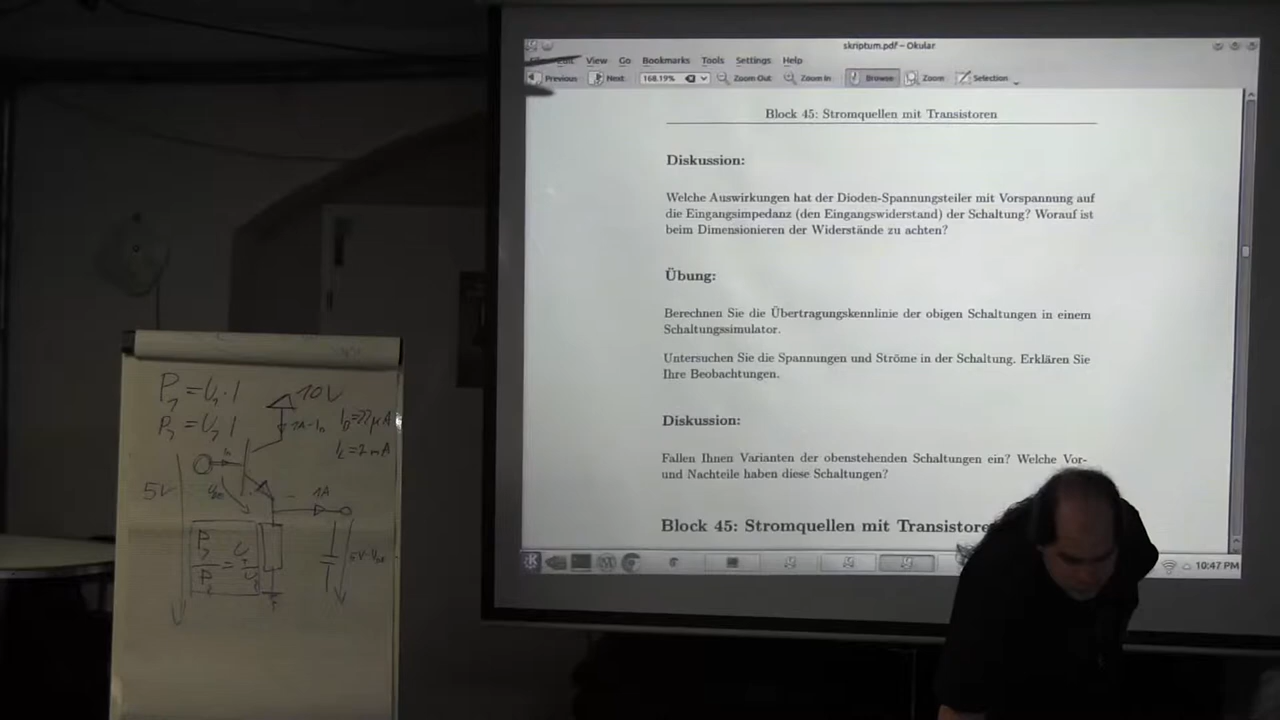 skriptum.pdf – Okular
View Go Bookmarks Tools Settings Help
Previous Next 168.19% Zoom Out Zoom In Browse Zoom Selection
Block 45: Stromquellen mit Transistoren
Diskussion:
Welche Auswirkungen hat der Dioden-Spannungsteiler mit Vorspannung auf
die Eingangsimpedanz (den Eingangswiderstand) der Schaltung? Worauf ist
beim Dimensionieren der Widerstände zu achten?
Übung:
Berechnen Sie die Übertragungskennlinie der obigen Schaltungen in einem
Schaltungssimulator.
Untersuchen Sie die Spannungen und Ströme in der Schaltung. Erklären Sie
Ihre Beobachtungen.
Diskussion:
Fallen Ihnen Varianten der obenstehenden Schaltungen ein? Welche Vor-
und Nachteile haben diese Schaltungen?
Block 45: Stromquellen mit
10:47 PM
10V
5V
1A